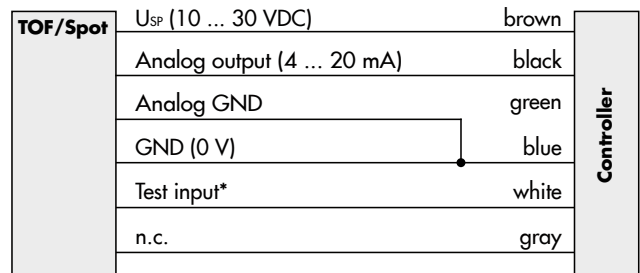 TOF/Spot
USP (10 ... 30 VDC) brown
Analog output (4 ... 20 mA) black
Analog GND green
GND (0 V) blue
Test input* white
n.c. gray
Controller